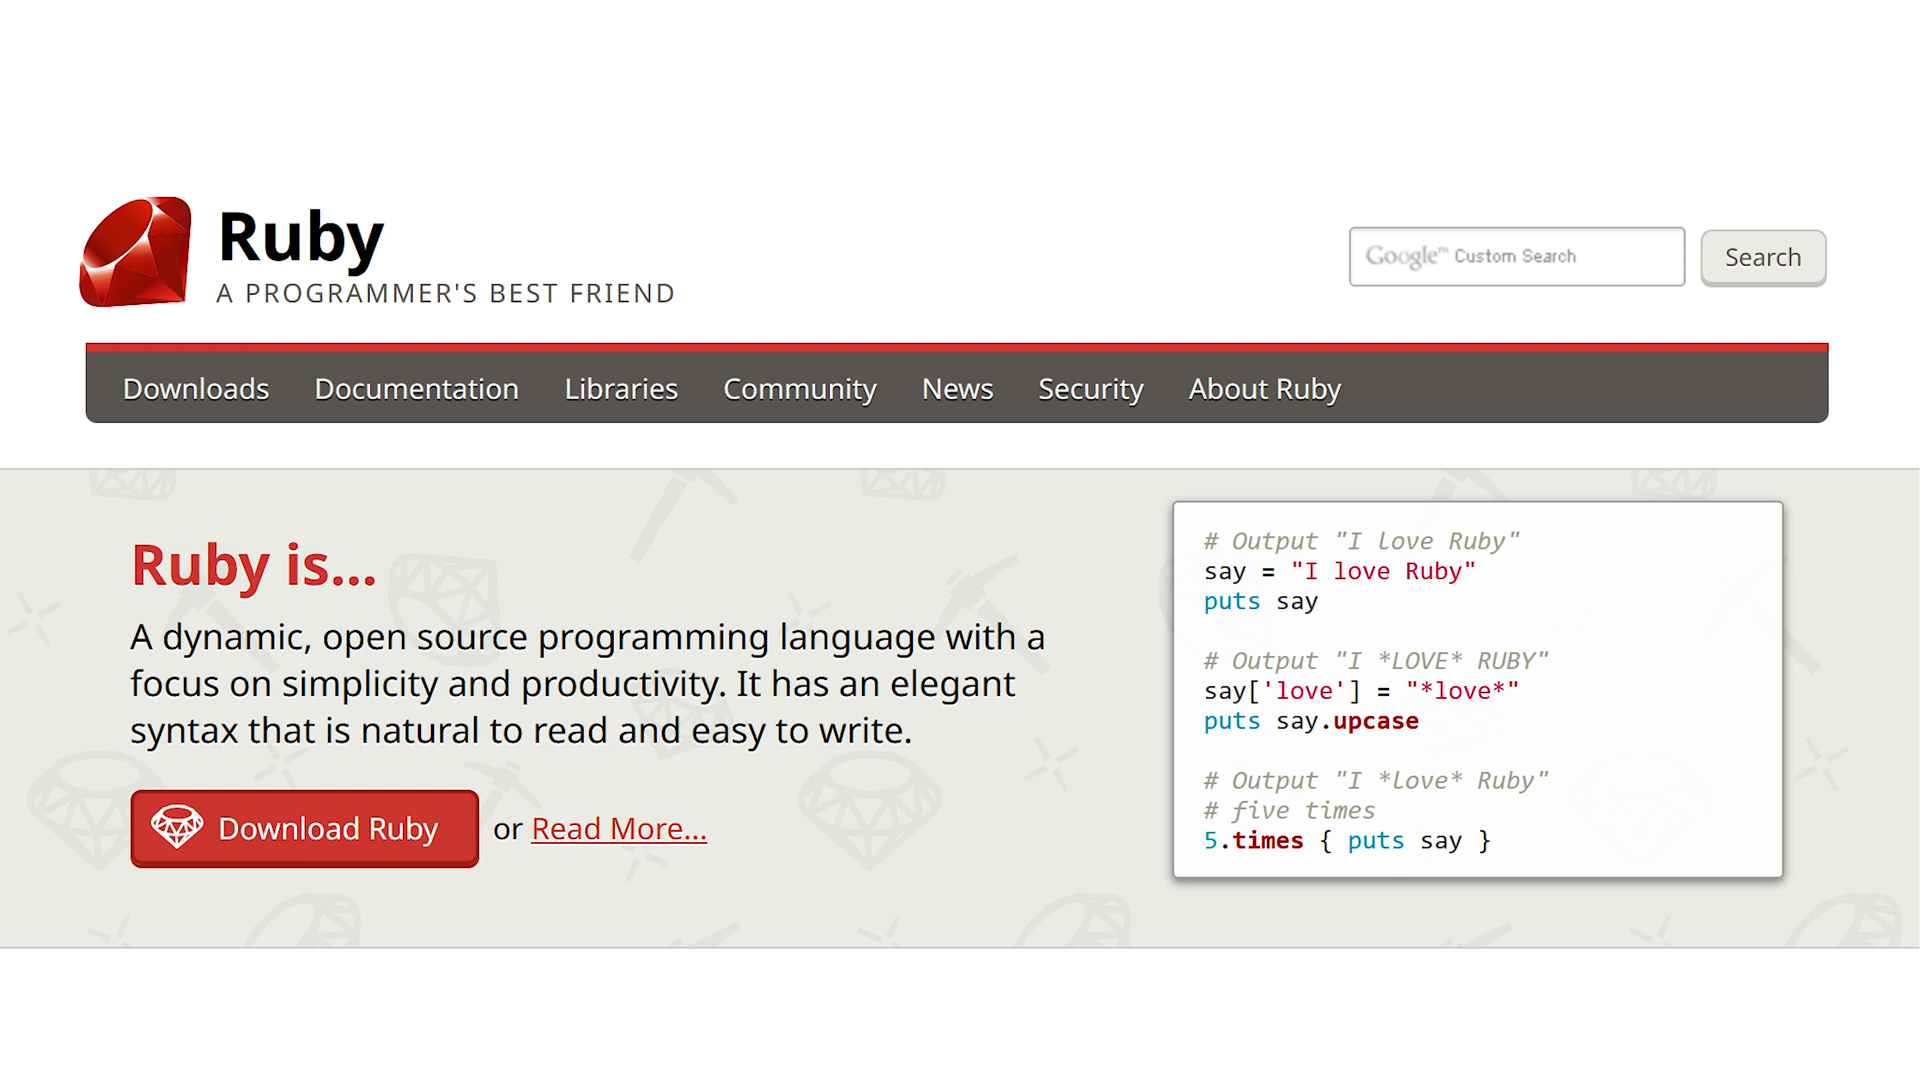 Ruby
A PROGRAMMER'S BEST FRIEND
Google™ Custom Search
Search
Downloads Documentation Libraries Community News Security About Ruby
Ruby is...
A dynamic, open source programming language with a
focus on simplicity and productivity. It has an elegant
syntax that is natural to read and easy to write.
Download Ruby or Read More...
# Output "I love Ruby"
say = "I love Ruby"
puts say
# Output "I *LOVE* RUBY"
say['love'] = "*love*"
puts say.upcase
# Output "I *love* Ruby"
# five times
5.times { puts say }